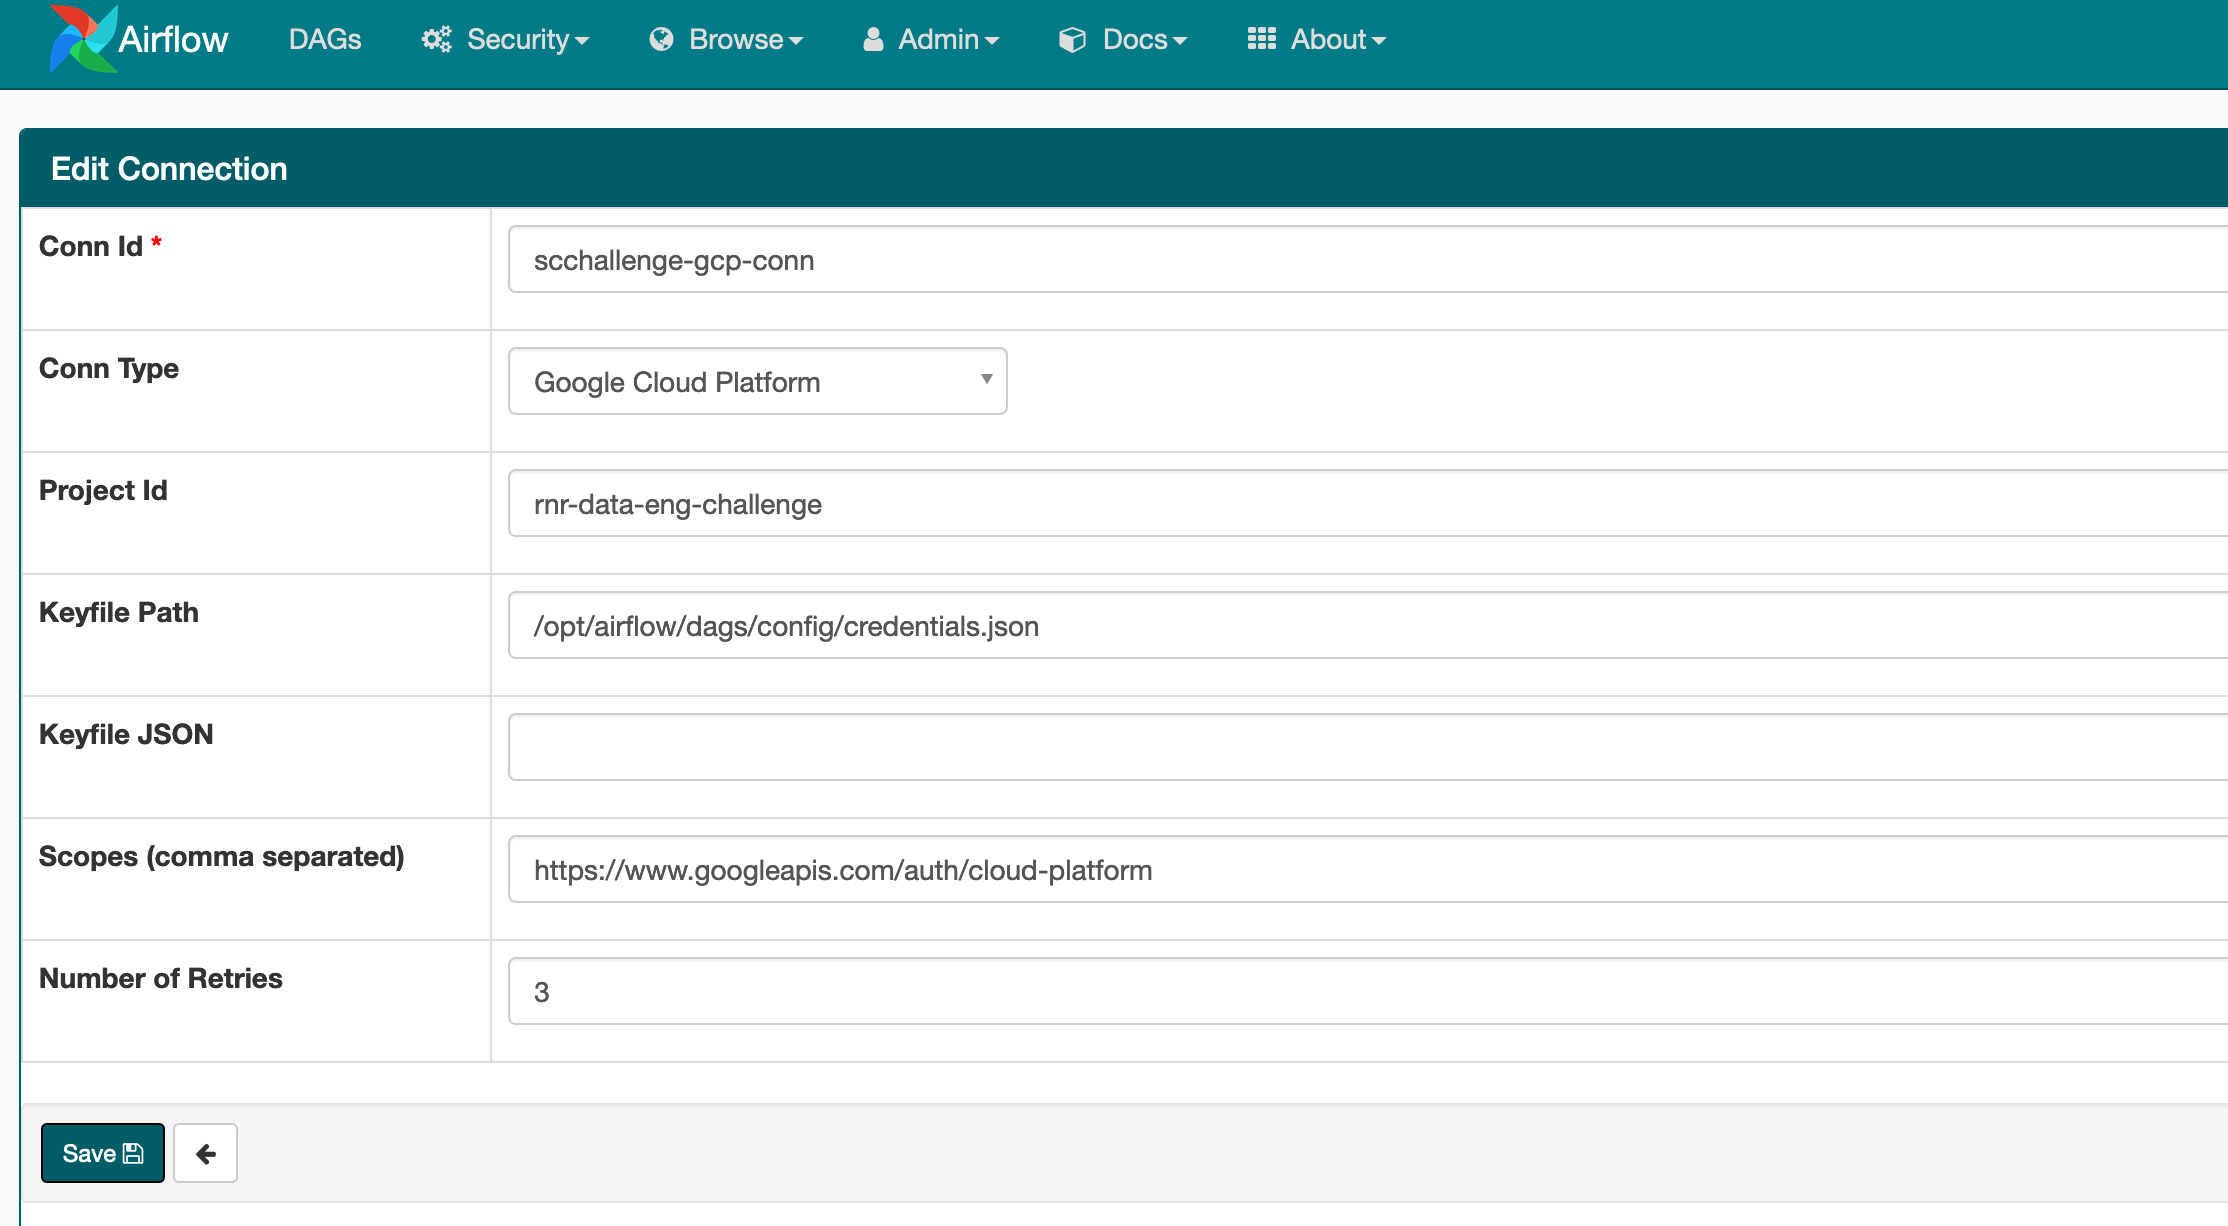 Airflow DAGs Security Browse Admin Docs About
Edit Connection
Conn Id * scchallenge-gcp-conn
Conn Type Google Cloud Platform
Project Id rnr-data-eng-challenge
Keyfile Path /opt/airflow/dags/config/credentials.json
Keyfile JSON
Scopes (comma separated) https://www.googleapis.com/auth/cloud-platform
Number of Retries 3
Save